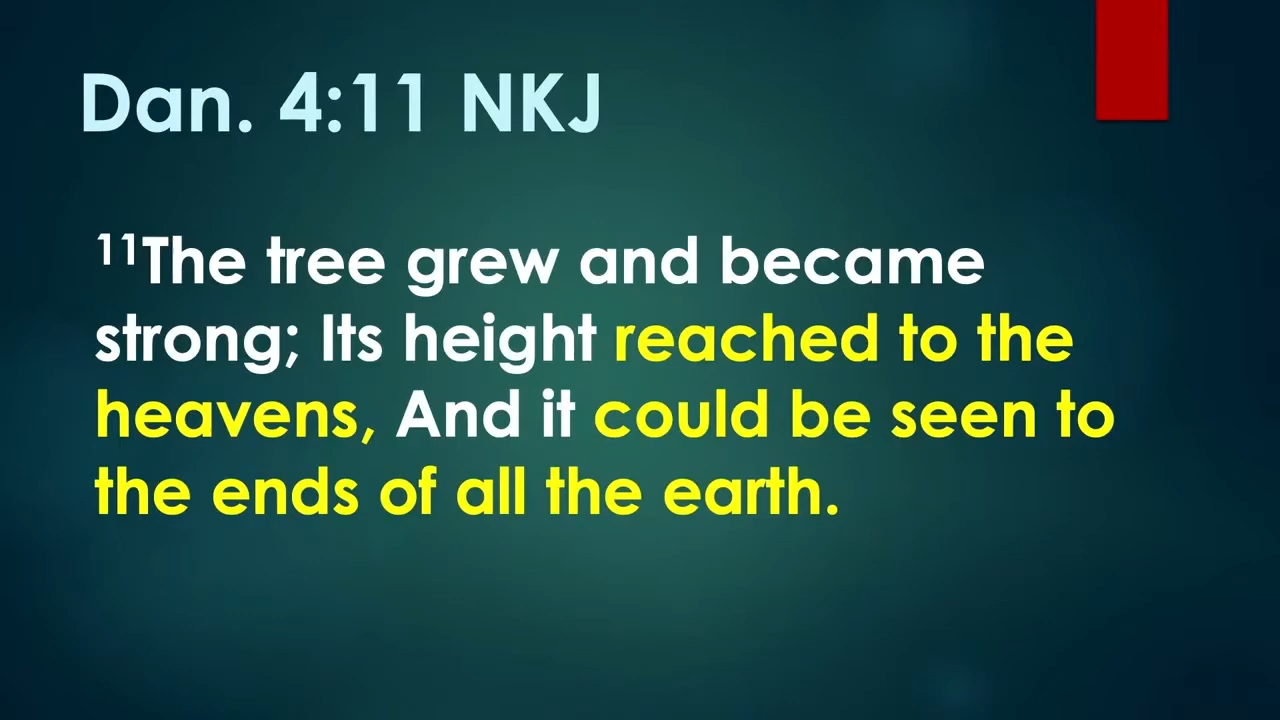 Dan. 4:11 NKJ
11The tree grew and became
strong; Its height reached to the
heavens, And it could be seen to
the ends of all the earth.